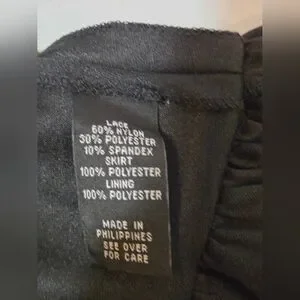 LACE
60% NYLON
30% POLYESTER
10% SPANDEX
SKIRT
100% POLYESTER
LINING
100% POLYESTER
MADE IN
PHILIPPINES
SEE OVER
FOR CARE